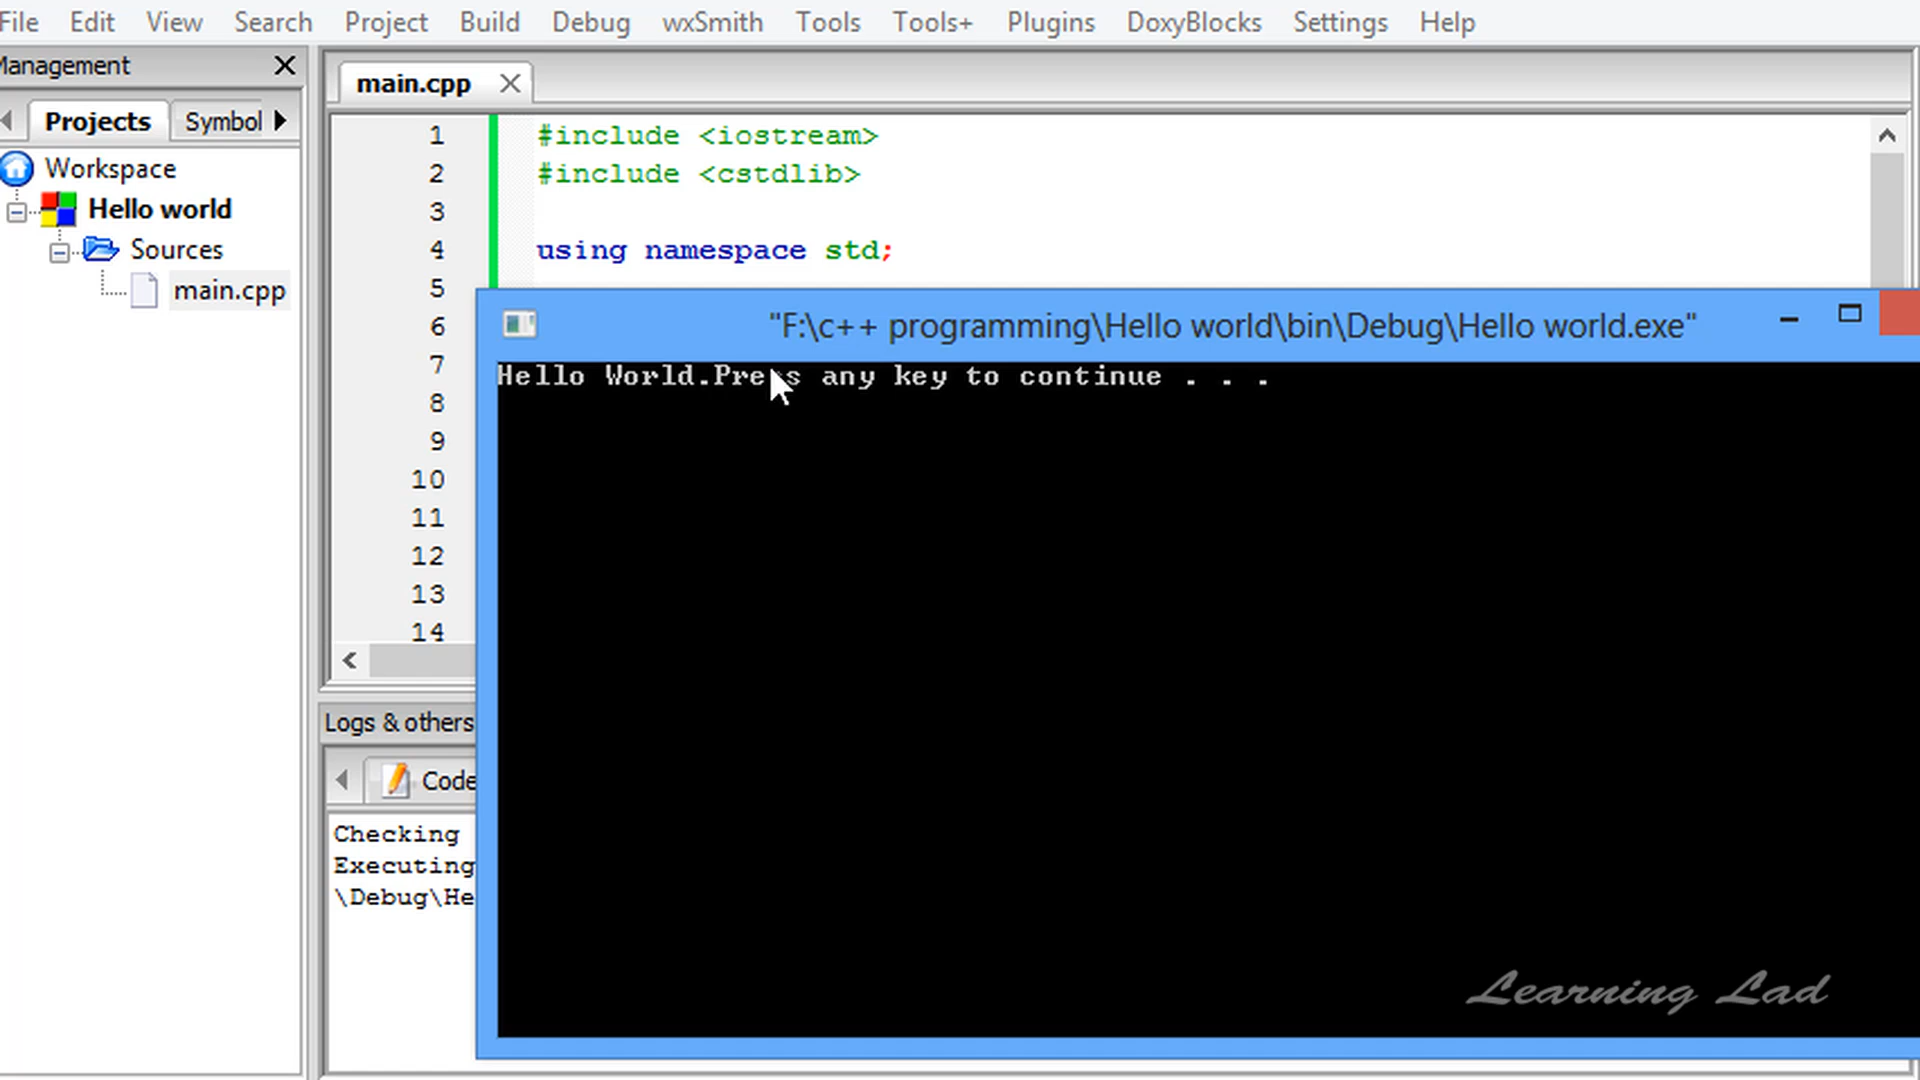 File Edit View Search Project Build Debug wxSmith Tools Tools+ Plugins DoxyBlocks Settings Help
Management
main.cpp
Projects Symbol
Workspace
Hello world
Sources
main.cpp
1 #include <iostream>
2 #include <cstdlib>
3
4 using namespace std;
5
6
7
8
9
10
11
12
13
14
"F:\c++ programming\Hello world\bin\Debug\Hello world.exe"
Hello World.Press any key to continue . . .
Logs & others
Code
Checking
Executing
\Debug\He
Learning Lad